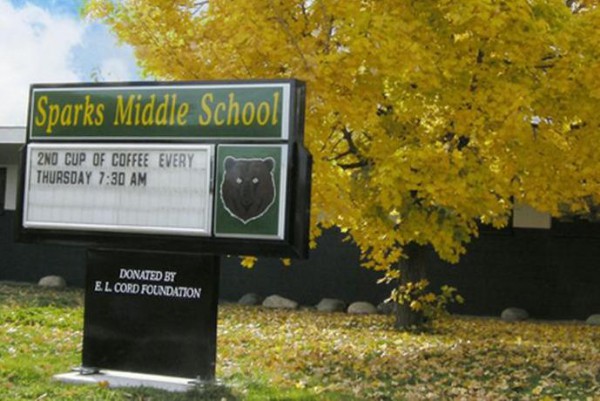 Sparks Middle School
2ND CUP OF COFFEE EVERY
THURSDAY 7:30 AM
DONATED BY
E. L. CORD FOUNDATION